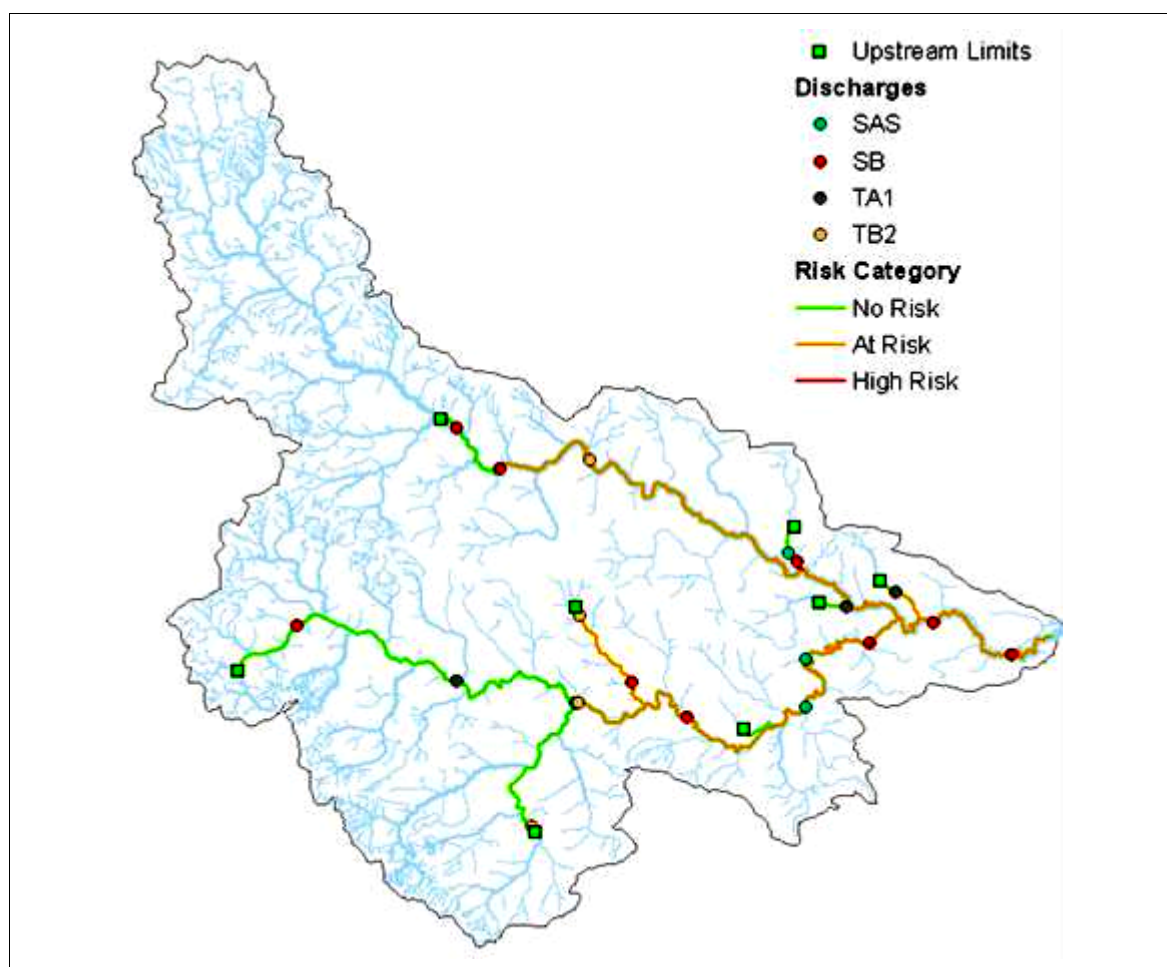 Upstream Limits
Discharges
SAS
SB
TA1
TB2
Risk Category
No Risk
At Risk
High Risk